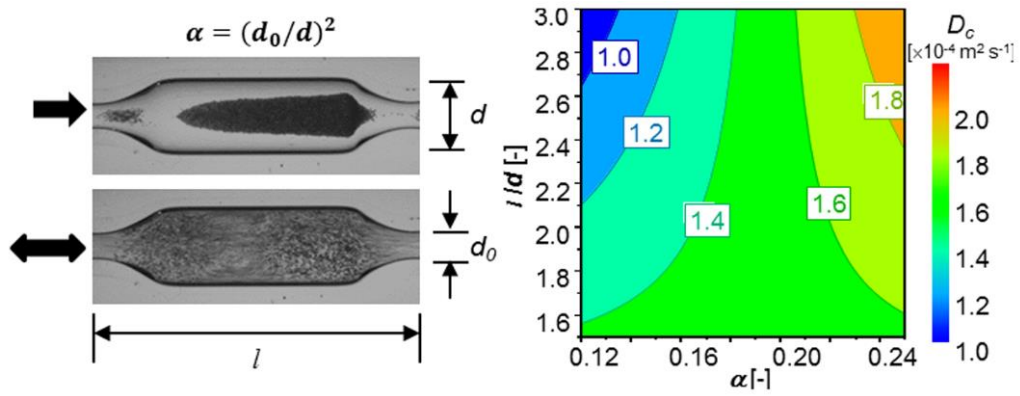 α = (d₀/d)²
d
d₀
l
3.0
2.8
2.6
2.4
2.2
2.0
1.8
1.6
l/d [-]
0.12
0.16
0.20
0.24
α[-]
1.0
1.2
1.4
1.6
1.8
D_c
[×10⁻⁴ m² s⁻¹]
2.0
1.8
1.6
1.4
1.2
1.0